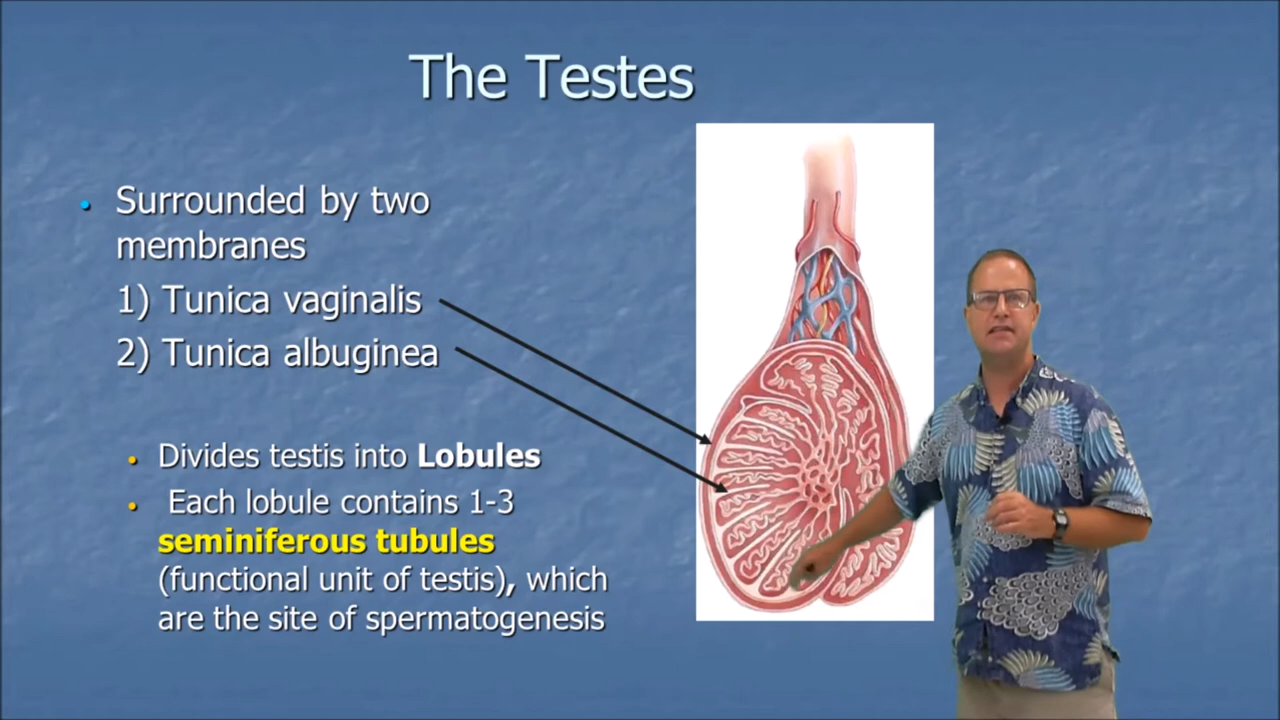 The Testes
Surrounded by two
membranes
1) Tunica vaginalis
2) Tunica albuginea
Divides testis into Lobules
Each lobule contains 1-3
seminiferous tubules
(functional unit of testis), which
are the site of spermatogenesis